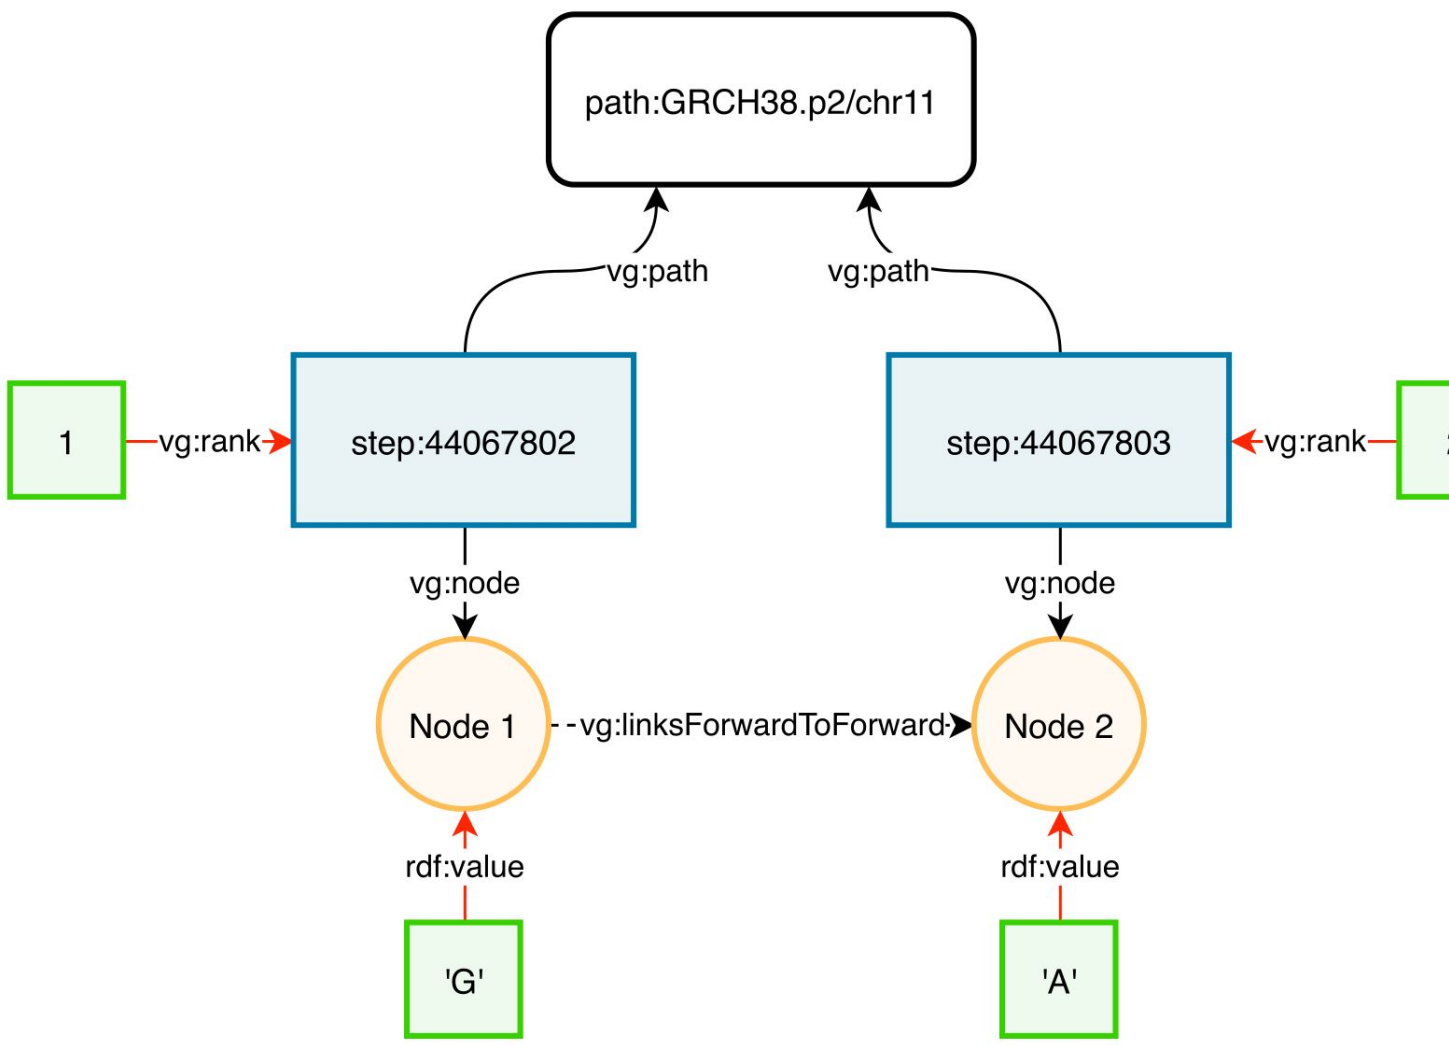 path:GRCH38.p2/chr11
vg:path
vg:path
1
vg:rank
step:44067802
step:44067803
vg:rank
vg:node
vg:node
Node 1
vg:linksForwardToForward
Node 2
rdf:value
rdf:value
'G'
'A'